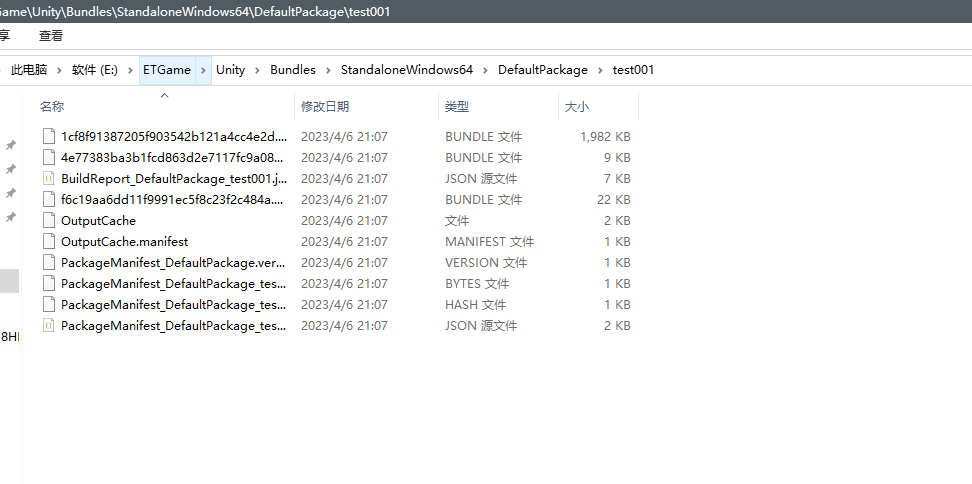 Game\Unity\Bundles\StandaloneWindows64\DefaultPackage\test001
享 查看
此电脑 > 软件 (E:) > ETGame > Unity > Bundles > StandaloneWindows64 > DefaultPackage > test001
名称 修改日期 类型 大小
1cf8f91387205f903542b121a4cc4e2d.... 2023/4/6 21:07 BUNDLE 文件 1,982 KB
4e77383ba3b1fcd863d2e7117fc9a08... 2023/4/6 21:07 BUNDLE 文件 9 KB
BuildReport_DefaultPackage_test001.j... 2023/4/6 21:07 JSON 源文件 7 KB
f6c19aa6dd11f9991ec5f8c23f2c484a.... 2023/4/6 21:07 BUNDLE 文件 22 KB
OutputCache 2023/4/6 21:07 文件 2 KB
OutputCache.manifest 2023/4/6 21:07 MANIFEST 文件 1 KB
PackageManifest_DefaultPackage.ver... 2023/4/6 21:07 VERSION 文件 1 KB
PackageManifest_DefaultPackage_tes... 2023/4/6 21:07 BYTES 文件 1 KB
PackageManifest_DefaultPackage_tes... 2023/4/6 21:07 HASH 文件 1 KB
PackageManifest_DefaultPackage_tes... 2023/4/6 21:07 JSON 源文件 2 KB